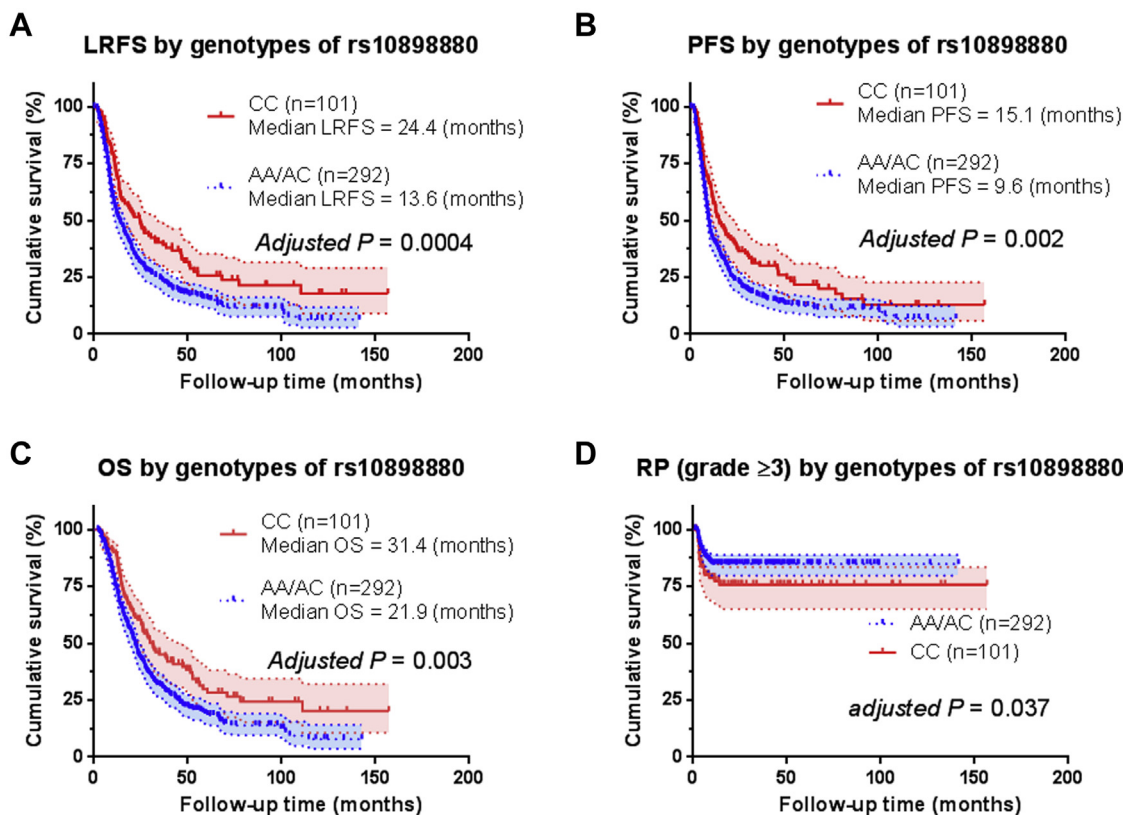 A
LRFS by genotypes of rs10898880
CC (n=101)
Median LRFS = 24.4 (months)
AA/AC (n=292)
Median LRFS = 13.6 (months)
Adjusted P = 0.0004
Cumulative survival (%)
100
75
50
25
0
0 50 100 150 200
Follow-up time (months)
B
PFS by genotypes of rs10898880
CC (n=101)
Median PFS = 15.1 (months)
AA/AC (n=292)
Median PFS = 9.6 (months)
Adjusted P = 0.002
Cumulative survival (%)
100
75
50
25
0
0 50 100 150 200
Follow-up time (months)
C
OS by genotypes of rs10898880
CC (n=101)
Median OS = 31.4 (months)
AA/AC (n=292)
Median OS = 21.9 (months)
Adjusted P = 0.003
Cumulative survival (%)
100
75
50
25
0
0 50 100 150 200
Follow-up time (months)
D
RP (grade ≥3) by genotypes of rs10898880
AA/AC (n=292)
CC (n=101)
adjusted P = 0.037
Cumulative survival (%)
100
75
50
25
0
0 50 100 150 200
Follow-up time (months)